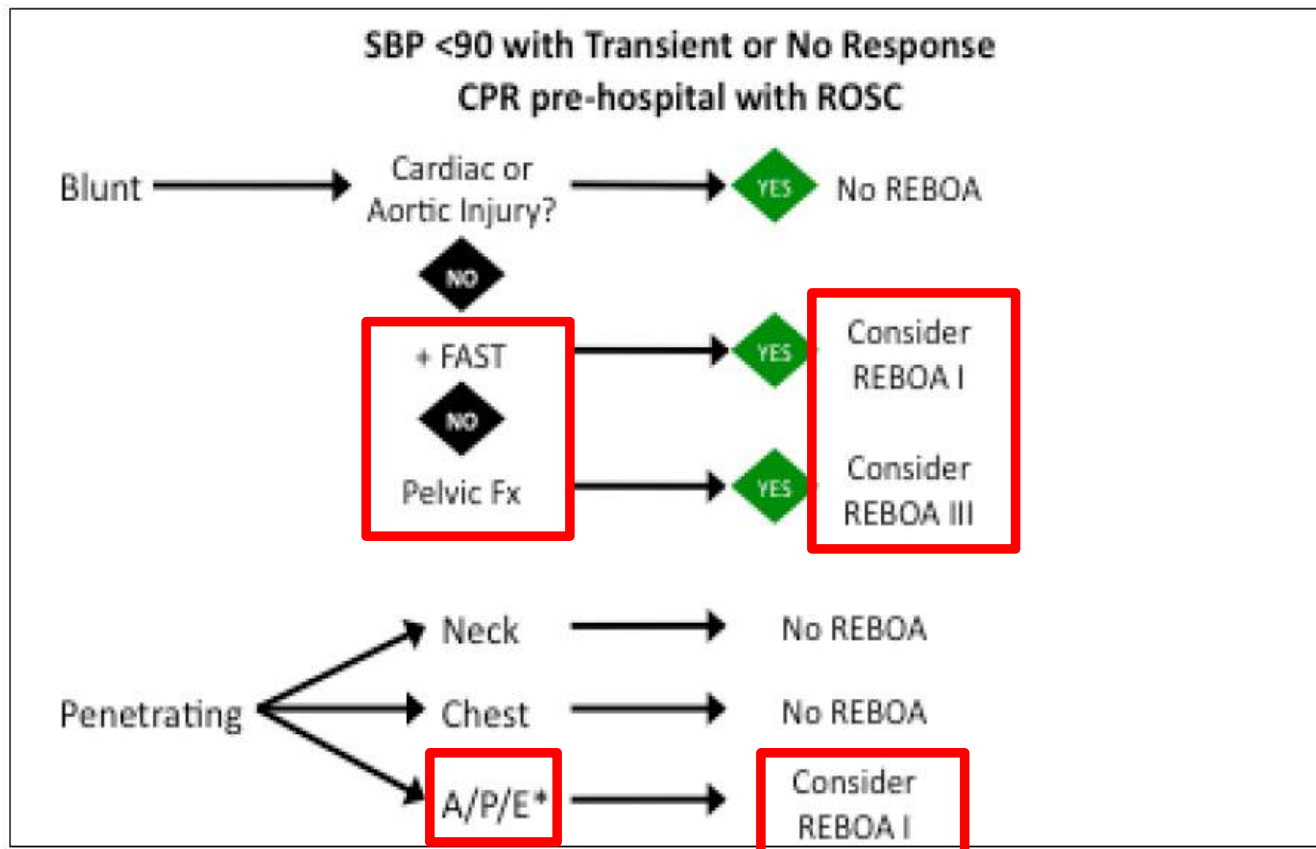 SBP <90 with Transient or No Response
CPR pre-hospital with ROSC
Blunt
Cardiac or
Aortic Injury?
YES
No REBOA
NO
+ FAST
YES
Consider
REBOA I
NO
Pelvic Fx
YES
Consider
REBOA III
Penetrating
Neck
No REBOA
Chest
No REBOA
A/P/E*
Consider
REBOA I